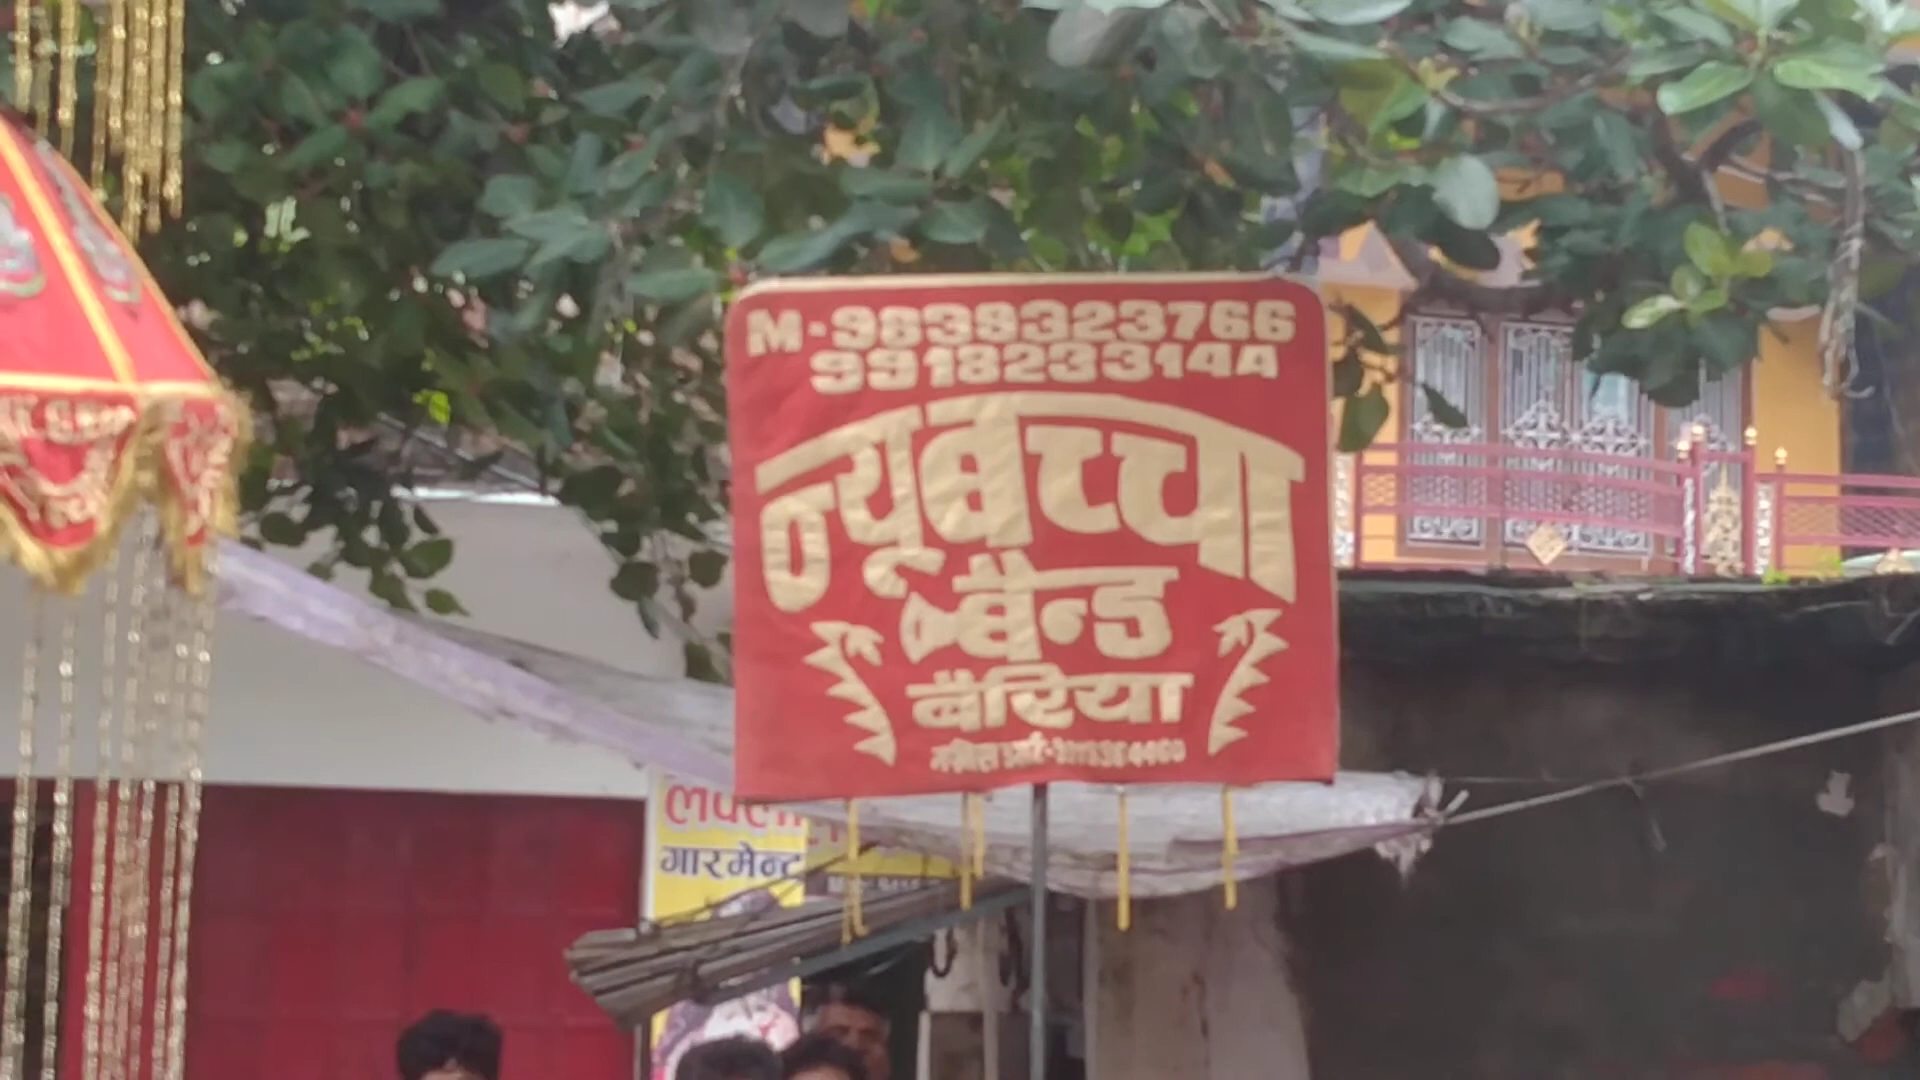 M-9839323766
9918233144
न्यू बच्चा
बैन्ड
बैरिया
गारमेन्ट